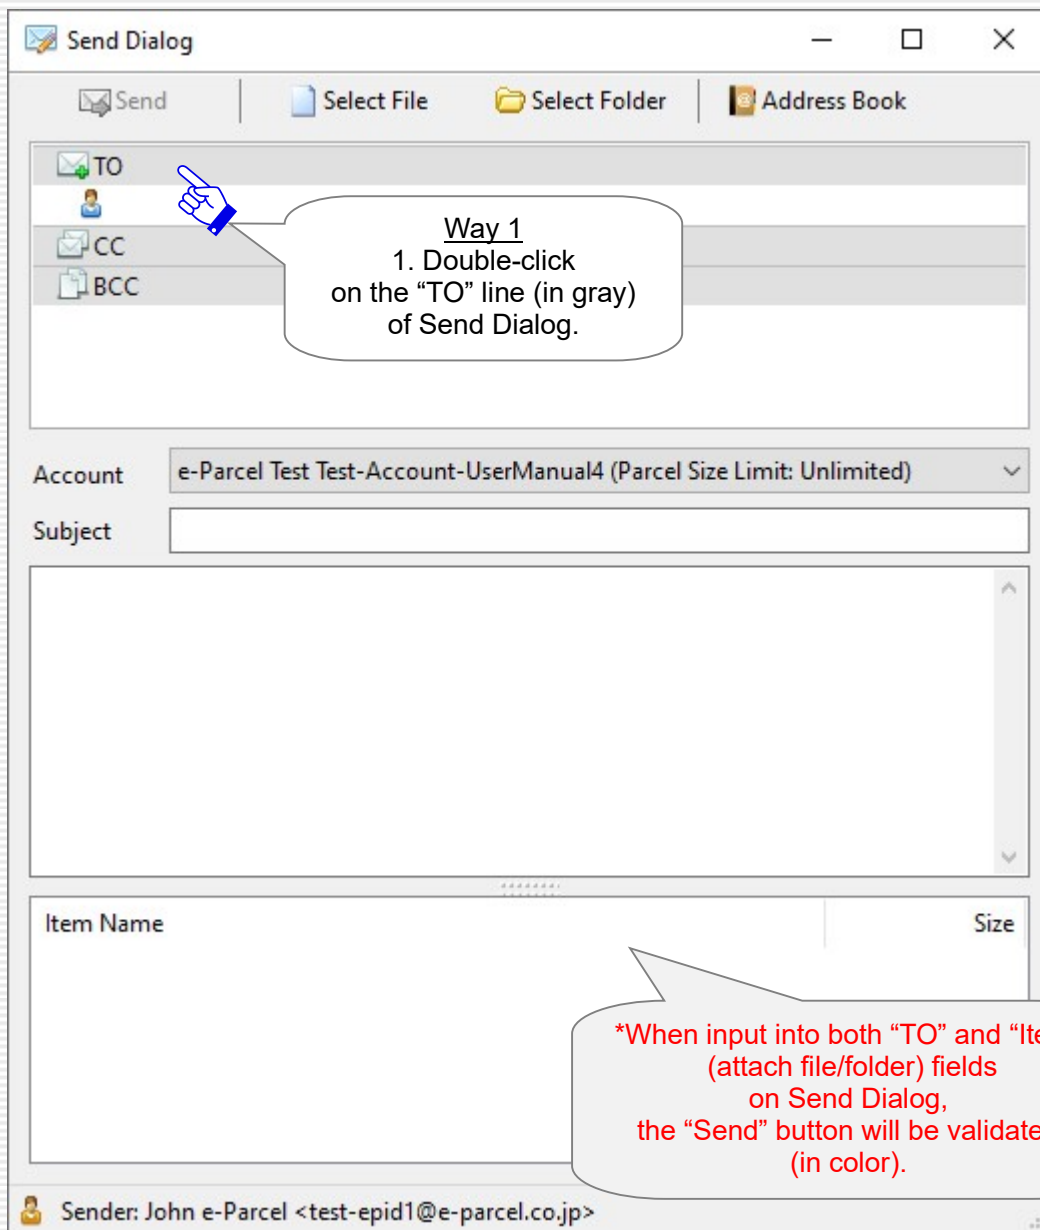 Send Dialog
Send
Select File
Select Folder
Address Book
TO
CC
BCC
Way 1
1. Double-click
on the “TO” line (in gray)
of Send Dialog.
Account
e-Parcel Test Test-Account-UserManual4 (Parcel Size Limit: Unlimited)
Subject
Item Name
Size
*When input into both “TO” and “Ite
(attach file/folder) fields
on Send Dialog,
the “Send” button will be validate
(in color).
Sender: John e-Parcel <test-epid1@e-parcel.co.jp>